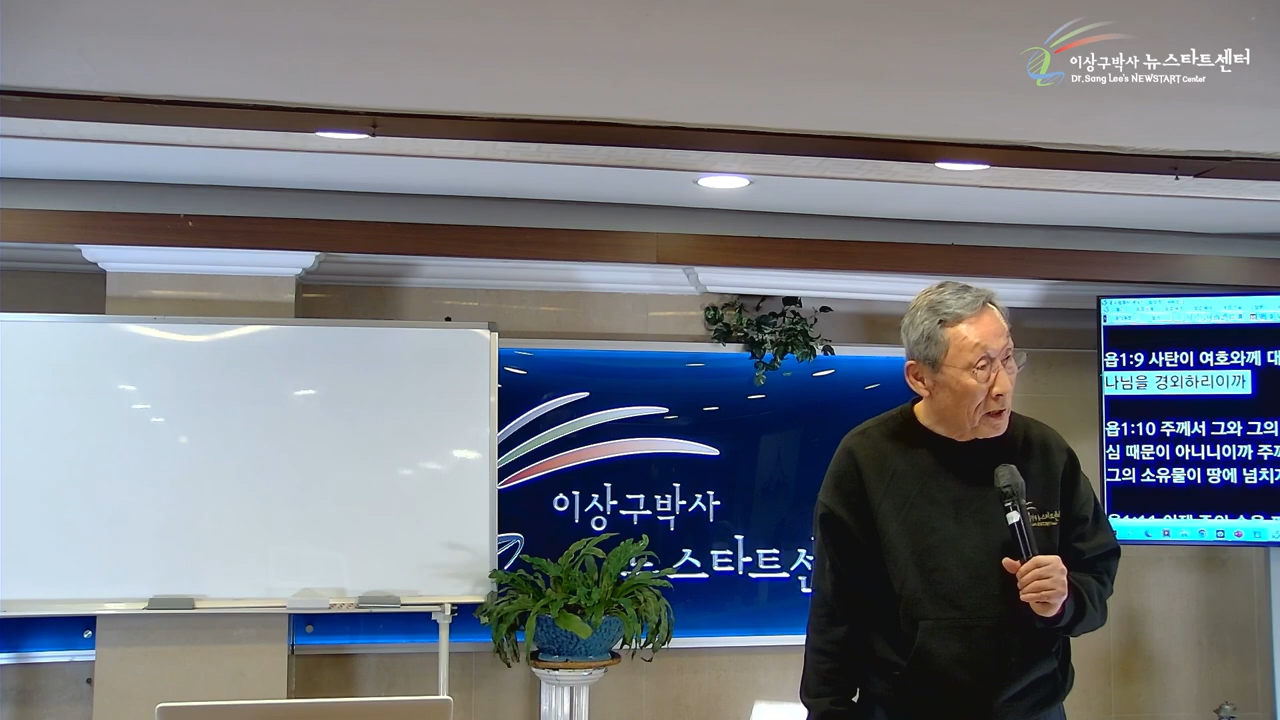 이상구박사 뉴스타트센터
Dr. Sang Lee's NEWSTART Center
이상구박사
뉴스타트센
욥1:9 사탄이 여호와께 대
나님을 경외하리이까
욥1:10 주께서 그와 그의
심 때문이 아니니이까 주께
그의 소유물이 땅에 넘치게